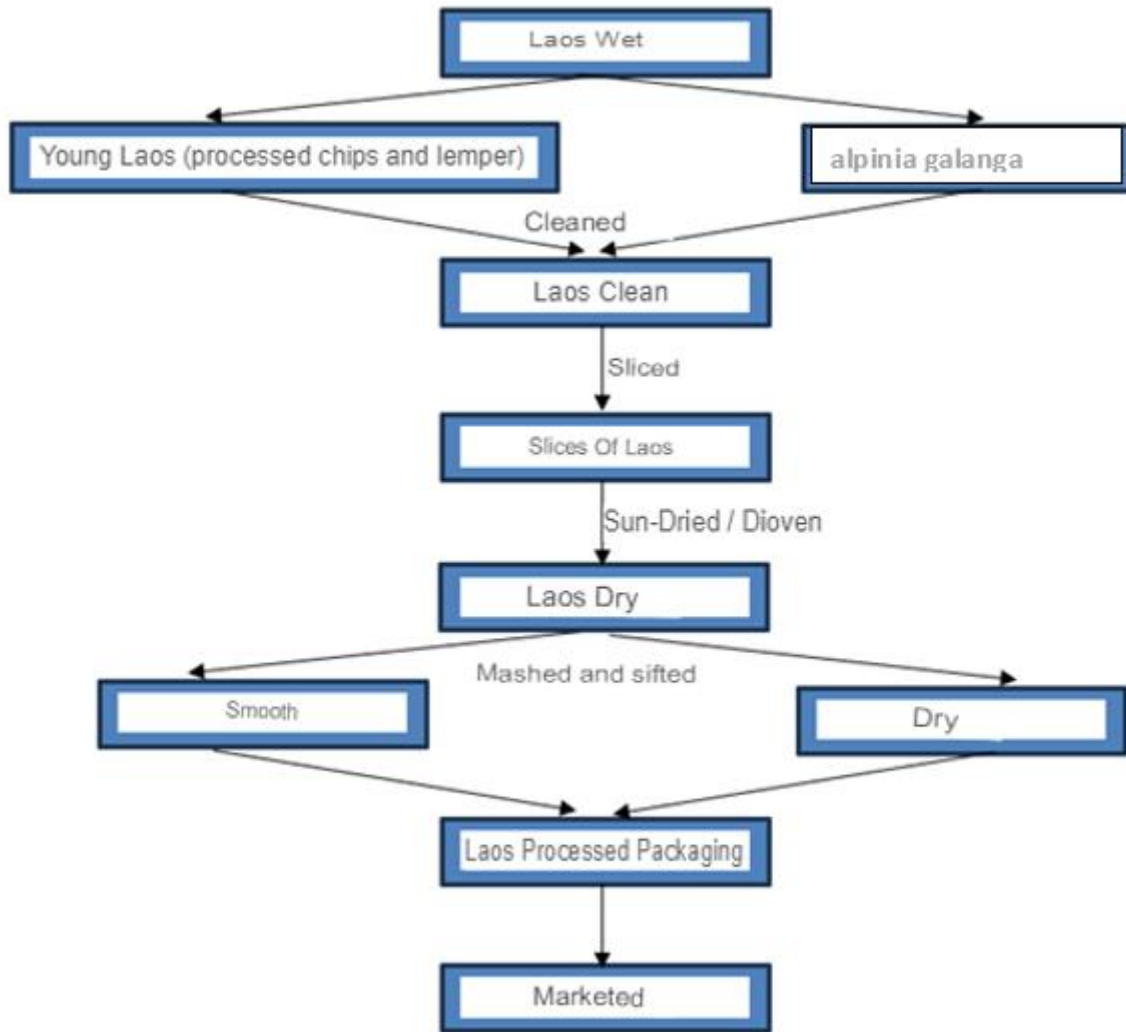 Laos Wet
Young Laos (processed chips and lemper)
alpinia galanga
Cleaned
Laos Clean
Sliced
Slices Of Laos
Sun-Dried / Dioven
Laos Dry
Mashed and sifted
Smooth
Dry
Laos Processed Packaging
Marketed